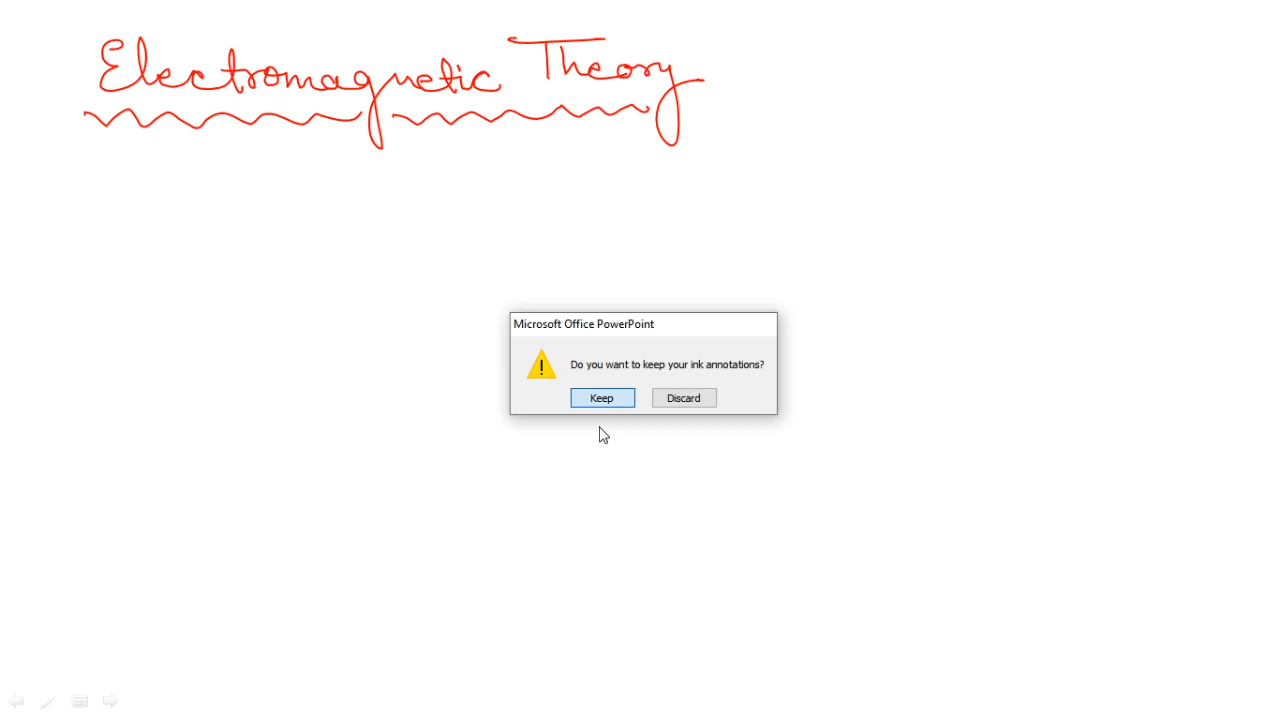 Electromagnetic Theory
Microsoft Office PowerPoint
Do you want to keep your ink annotations?
Keep Discard